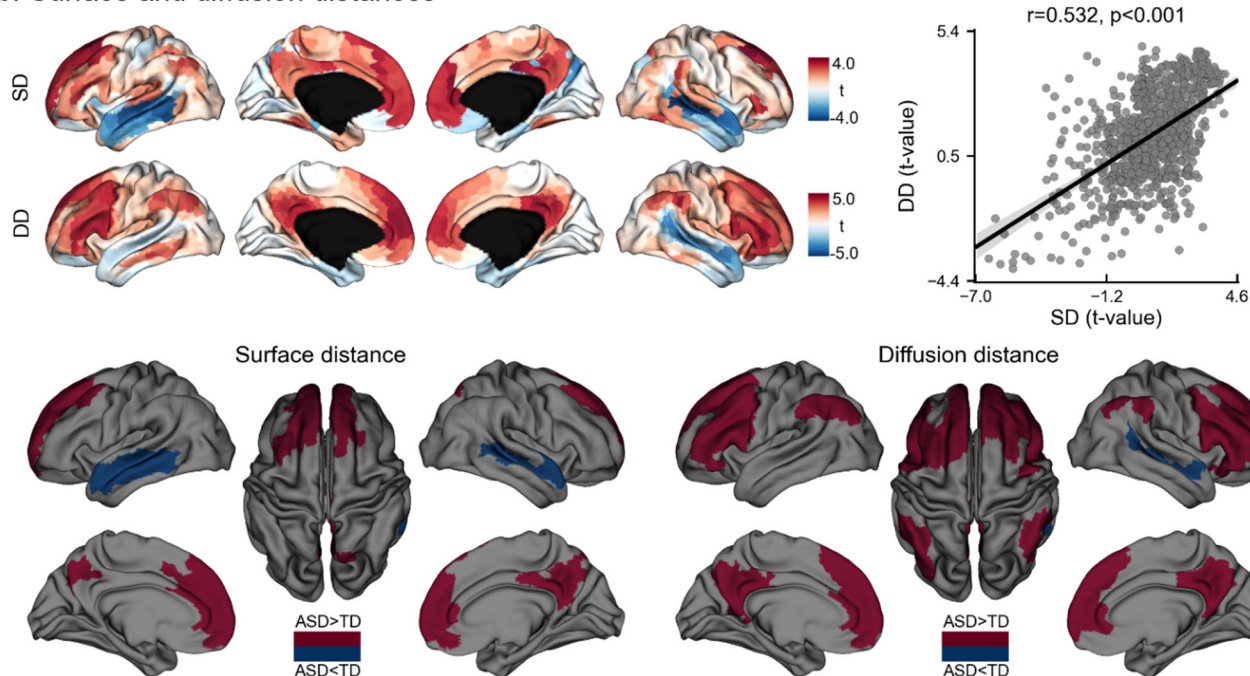 r=0.532, p<0.001
SD
4.0
t
-4.0
DD
5.0
t
-5.0
5.4
0.5
−4.4
DD (t-value)
−7.0
−1.2
4.6
SD (t-value)
Surface distance
ASD>TD
ASD<TD
Diffusion distance
ASD>TD
ASD<TD